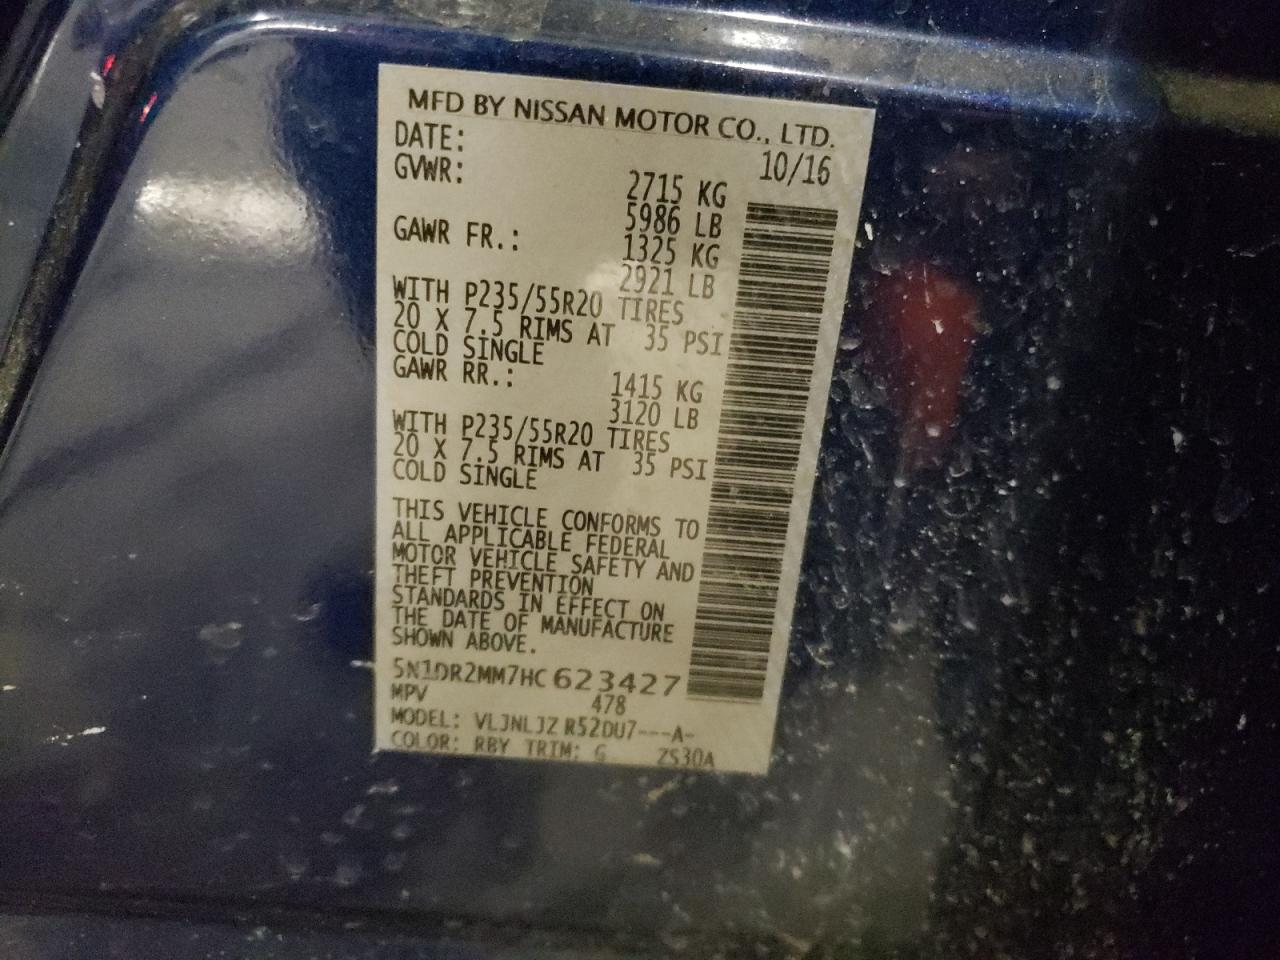 MFD BY NISSAN MOTOR CO., LTD.
DATE: 10/16
GVWR: 2715 KG
5986 LB
GAWR FR.: 1325 KG
2921 LB
WITH P235/55R20 TIRES
20 X 7.5 RIMS AT 35 PSI
COLD SINGLE
GAWR RR.: 1415 KG
3120 LB
WITH P235/55R20 TIRES
20 X 7.5 RIMS AT 35 PSI
COLD SINGLE
THIS VEHICLE CONFORMS TO
ALL APPLICABLE FEDERAL
MOTOR VEHICLE SAFETY AND
THEFT PREVENTION
STANDARDS IN EFFECT ON
THE DATE OF MANUFACTURE
SHOWN ABOVE.
5N1DR2MM7HC623427
MPV 478
MODEL: VLJNLJZ R52DU7---A-
COLOR: RBY TRIM: G ZS30A